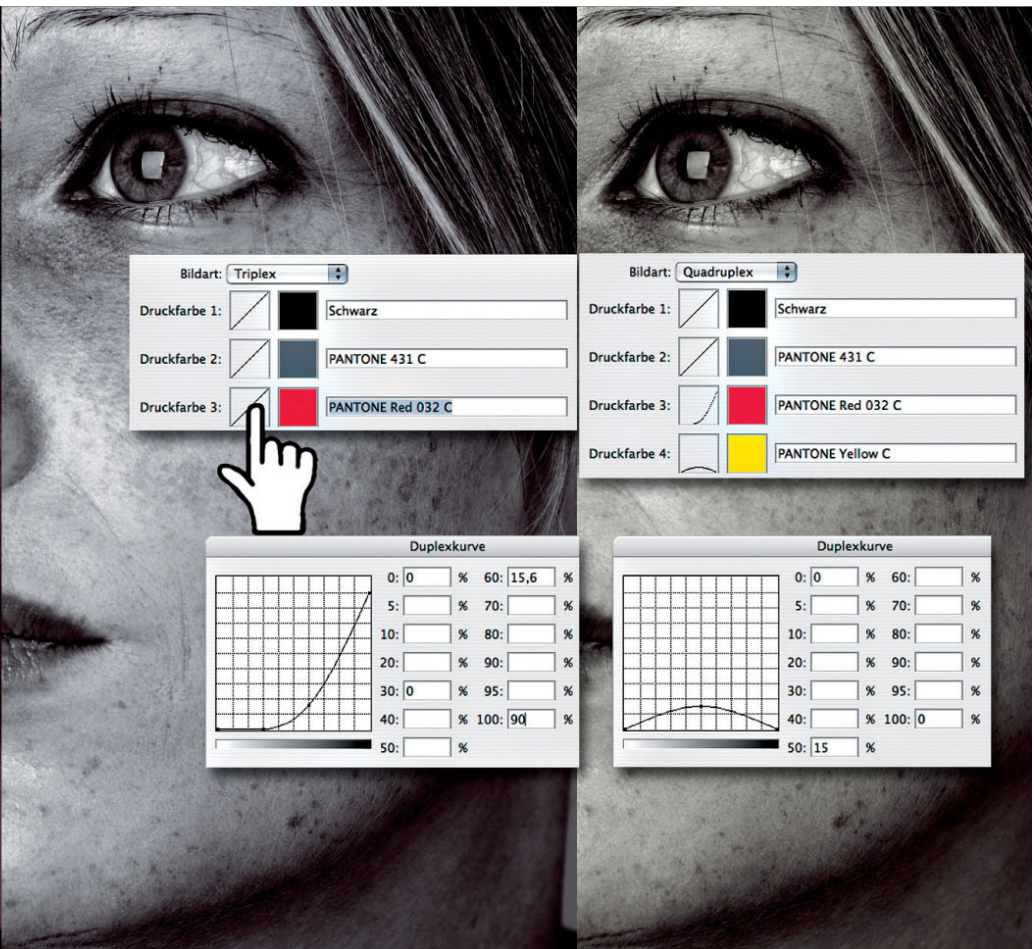 Bildart: Triplex
Druckfarbe 1: Schwarz
Druckfarbe 2: PANTONE 431 C
Druckfarbe 3: PANTONE Red 032 C
Bildart: Quadruplex
Druckfarbe 1: Schwarz
Druckfarbe 2: PANTONE 431 C
Druckfarbe 3: PANTONE Red 032 C
Druckfarbe 4: PANTONE Yellow C
Duplexkurve
0: 0 % 60: 15,6 %
5: % 70: %
10: % 80: %
20: % 90: %
30: 0 % 95: %
40: % 100: 90 %
50: %
Duplexkurve
0: 0 % 60: %
5: % 70: %
10: % 80: %
20: % 90: %
30: % 95: %
40: % 100: 0 %
50: 15 %